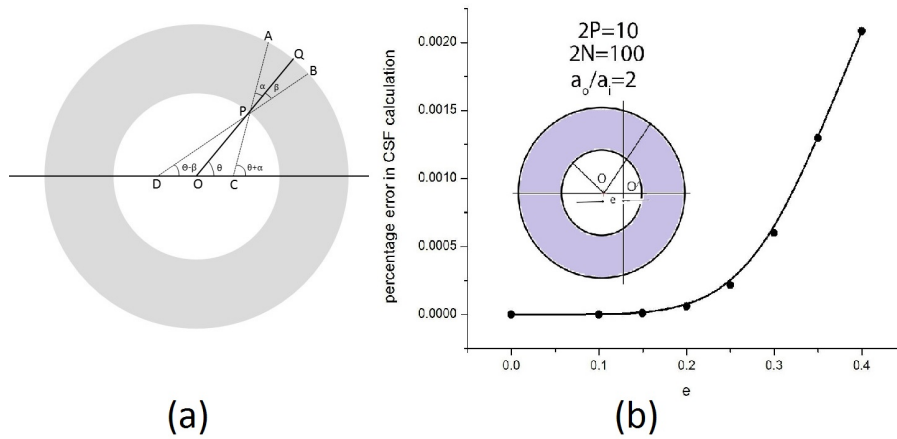 A
Q
B
α
β
P
θ-β
θ
θ+α
D
O
C
(a)
percentage error in CSF calculation
0.0020
0.0015
0.0010
0.0005
0.0000
2P=10
2N=100
a_o/a_i=2
O
O'
e
0.0
0.1
0.2
0.3
0.4
e
(b)